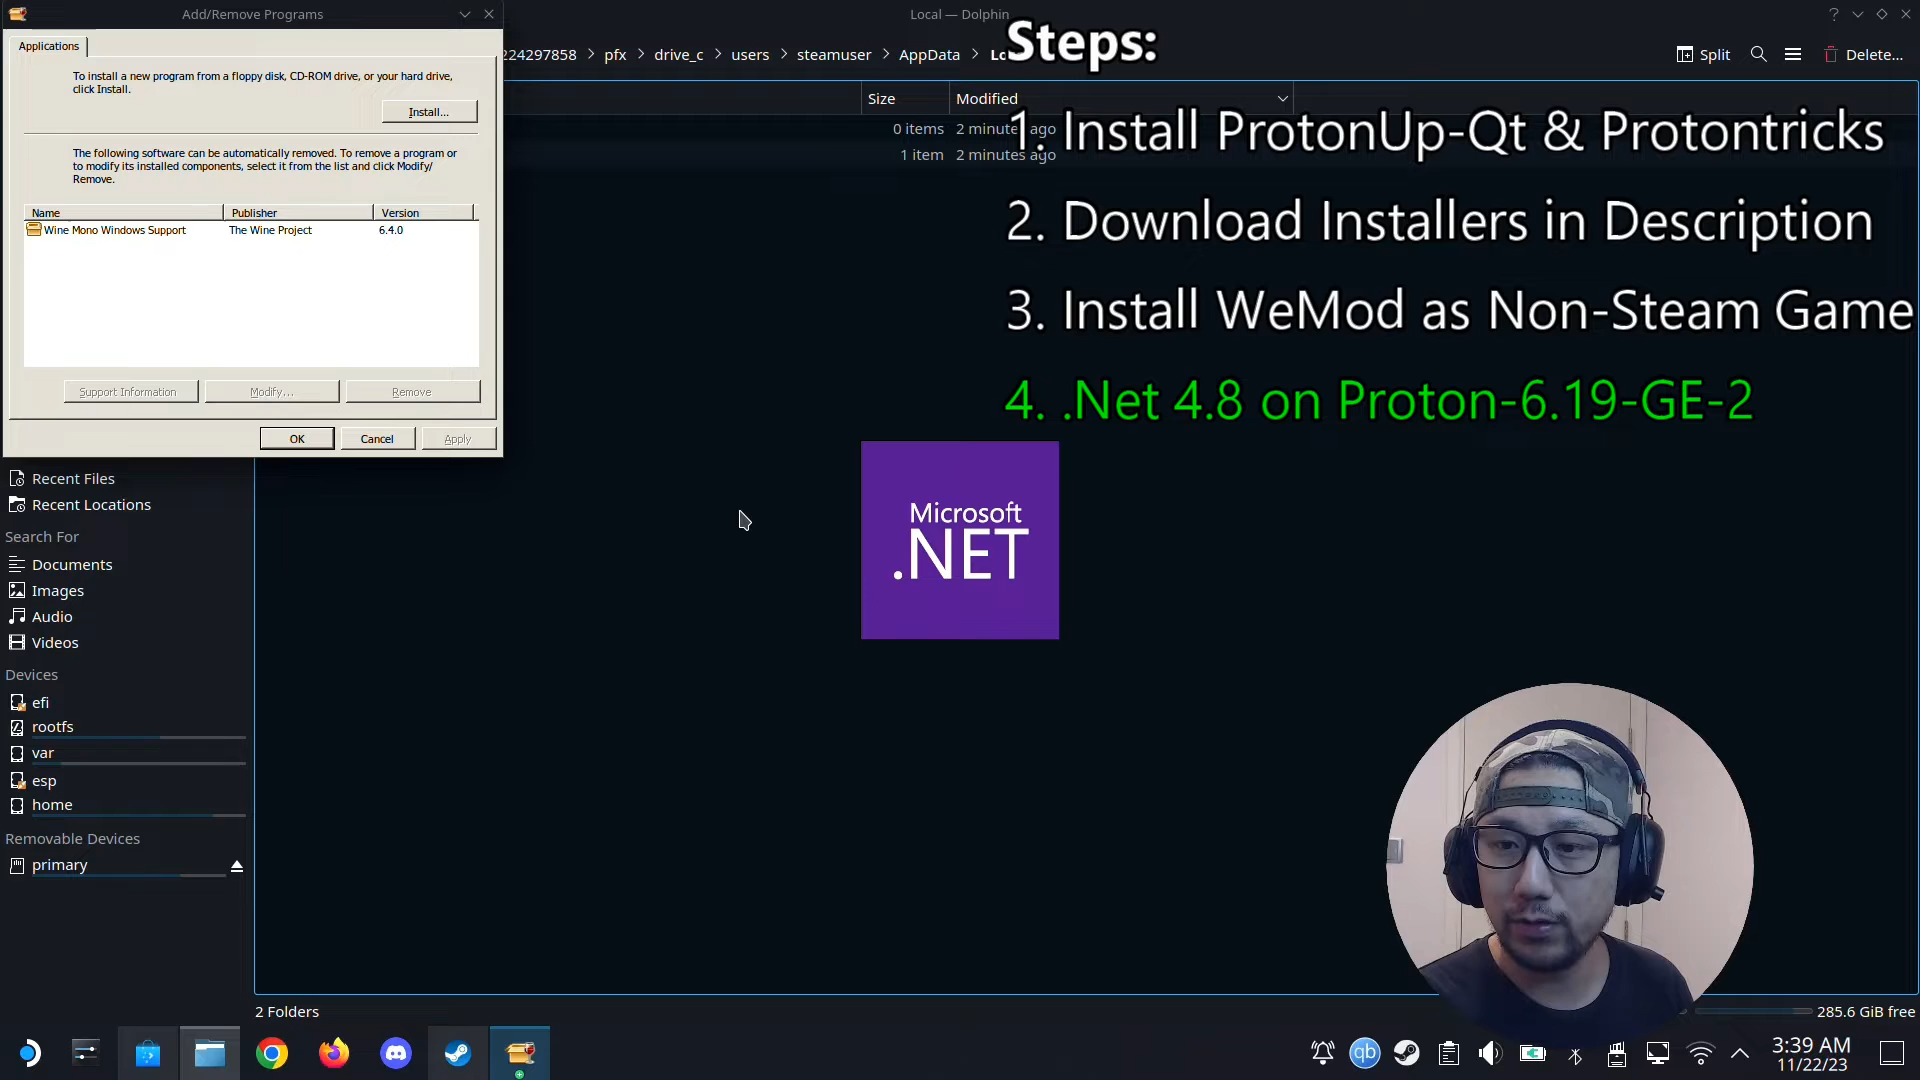 Add/Remove Programs
Local — Dolphin
Applications
224297858 > pfx > drive_c > users > steamuser > AppData > Lo
Split
Delete...
To install a new program from a floppy disk, CD-ROM drive, or your hard drive,
click Install.
Install...
The following software can be automatically removed. To remove a program or
to modify its installed components, select it from the list and click Modify/
Remove.
Name Publisher Version
Wine Mono Windows Support The Wine Project 6.4.0
Support Information Modify... Remove
OK Cancel Apply
Size Modified
0 items 2 minutes ago
1 item 2 minutes ago
Steps:
1. Install ProtonUp-Qt & Protontricks
2. Download Installers in Description
3. Install WeMod as Non-Steam Game
4. .Net 4.8 on Proton-6.19-GE-2
Microsoft
.NET
Recent Files
Recent Locations
Search For
Documents
Images
Audio
Videos
Devices
efi
rootfs
var
esp
home
Removable Devices
primary
2 Folders
285.6 GiB free
qb
3:39 AM
11/22/23